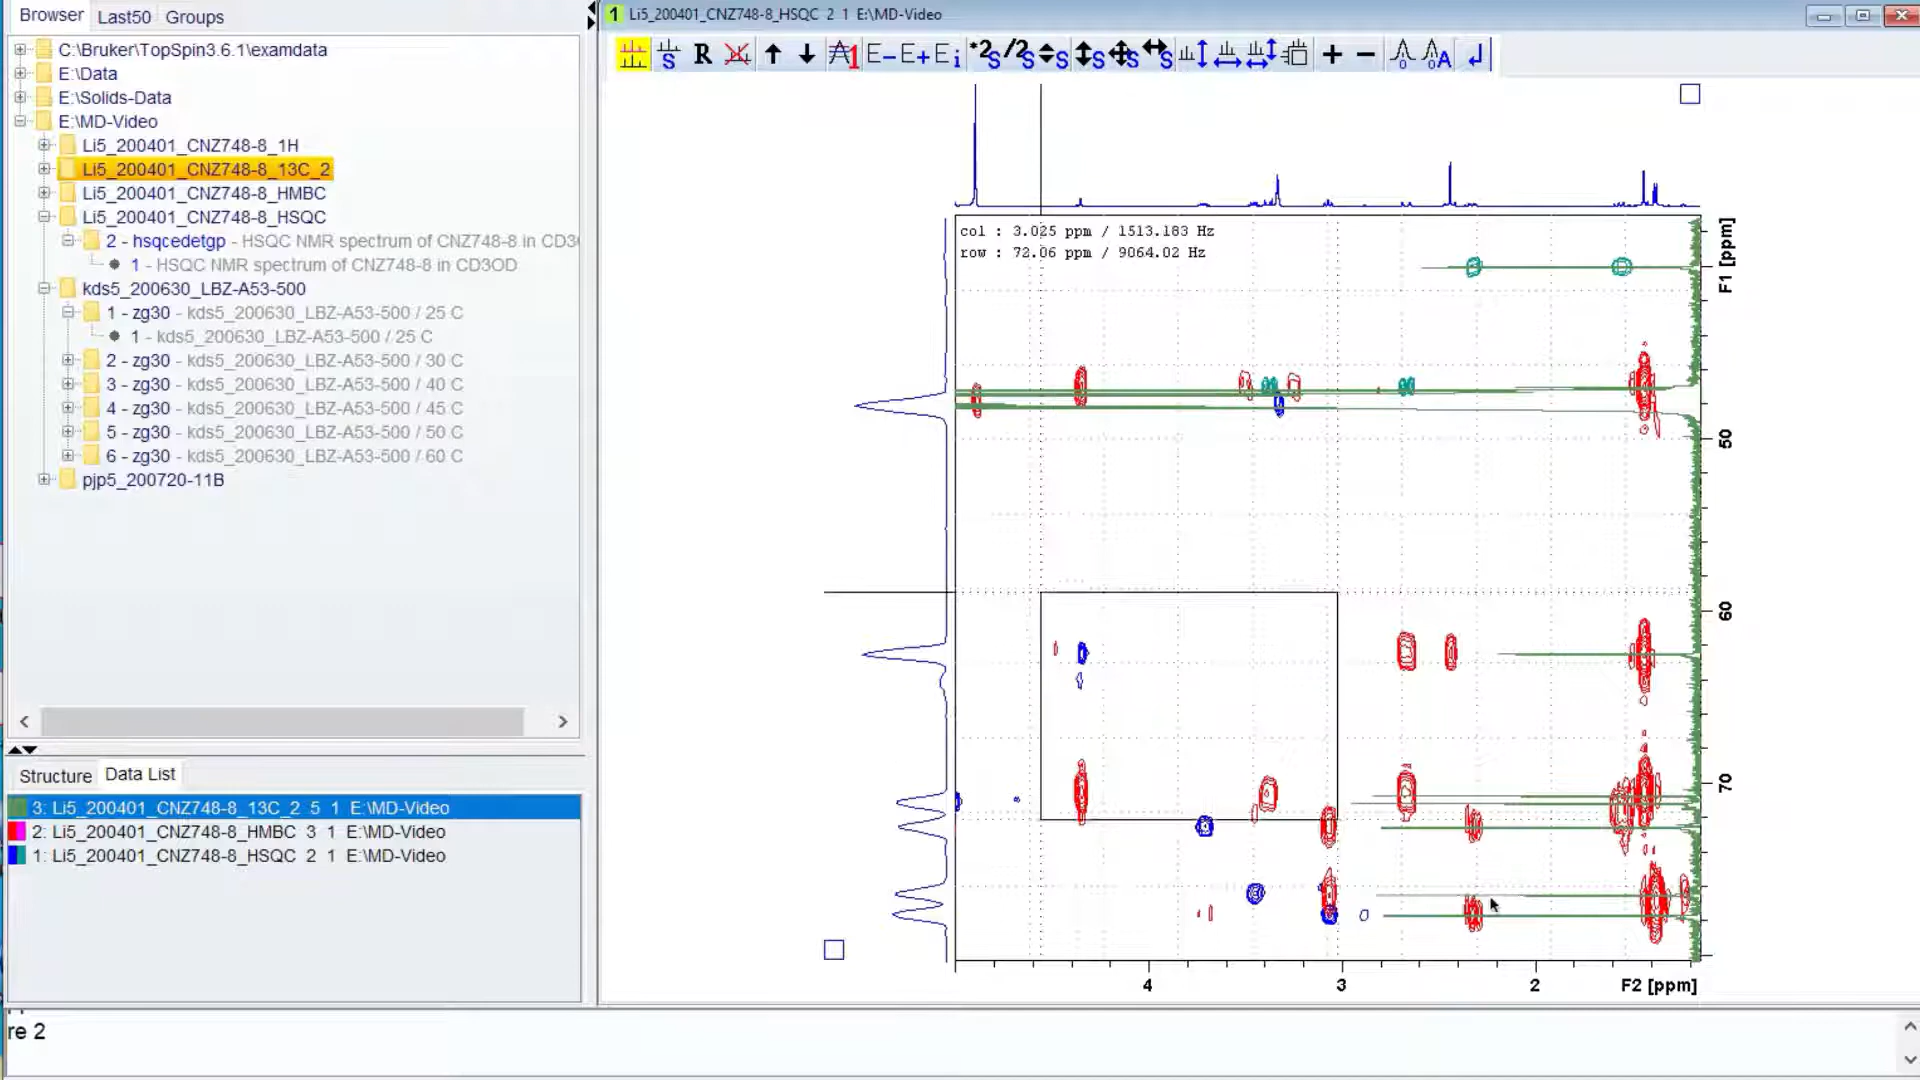 Browser Last50 Groups
C:\Bruker\TopSpin3.6.1\examdata
E:\Data
E:\Solids-Data
E:\MD-Video
Li5_200401_CNZ748-8_1H
Li5_200401_CNZ748-8_13C_2
Li5_200401_CNZ748-8_HMBC
Li5_200401_CNZ748-8_HSQC
2 - hsqcedetgp - HSQC NMR spectrum of CNZ748-8 in CD3
1 - HSQC NMR spectrum of CNZ748-8 in CD3OD
kds5_200630_LBZ-A53-500
1 - zg30 - kds5_200630_LBZ-A53-500 / 25 C
1 - kds5_200630_LBZ-A53-500 / 25 C
2 - zg30 - kds5_200630_LBZ-A53-500 / 30 C
3 - zg30 - kds5_200630_LBZ-A53-500 / 40 C
4 - zg30 - kds5_200630_LBZ-A53-500 / 45 C
5 - zg30 - kds5_200630_LBZ-A53-500 / 50 C
6 - zg30 - kds5_200630_LBZ-A53-500 / 60 C
pjp5_200720-11B
Structure Data List
3: Li5_200401_CNZ748-8_13C_2 5 1 E:\MD-Video
2: Li5_200401_CNZ748-8_HMBC 3 1 E:\MD-Video
1: Li5_200401_CNZ748-8_HSQC 2 1 E:\MD-Video
re 2
1 Li5_200401_CNZ748-8_HSQC 2 1 E:\MD-Video
S R 1 E- E+ Ei *2S /2S S S S S A
col : 3.025 ppm / 1513.183 Hz
row : 72.06 ppm / 9064.02 Hz
F1 [ppm]
50
60
70
4 3 2 F2 [ppm]